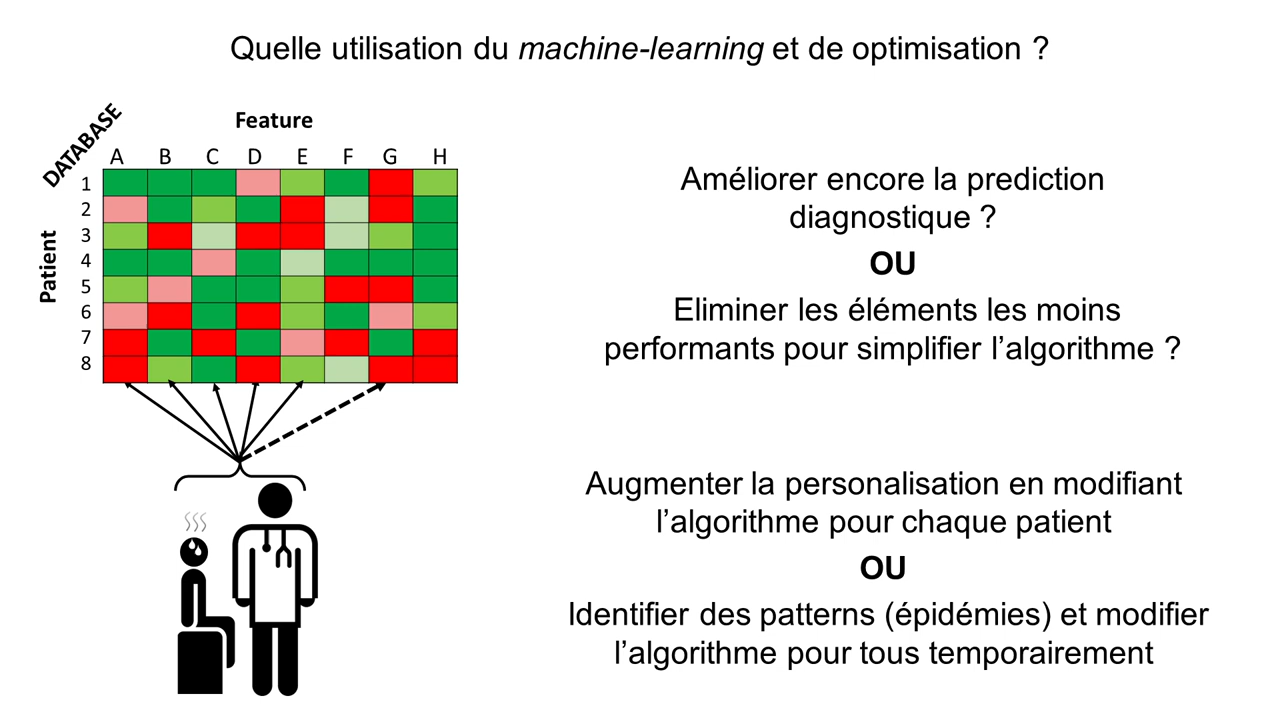 Quelle utilisation du machine-learning et de optimisation ?
DATABASE
Feature
A B C D E F G H
Patient
1
2
3
4
5
6
7
8
Améliorer encore la prediction
diagnostique ?
OU
Eliminer les éléments les moins
performants pour simplifier l’algorithme ?
Augmenter la personalisation en modifiant
l’algorithme pour chaque patient
OU
Identifier des patterns (épidémies) et modifier
l’algorithme pour tous temporairement